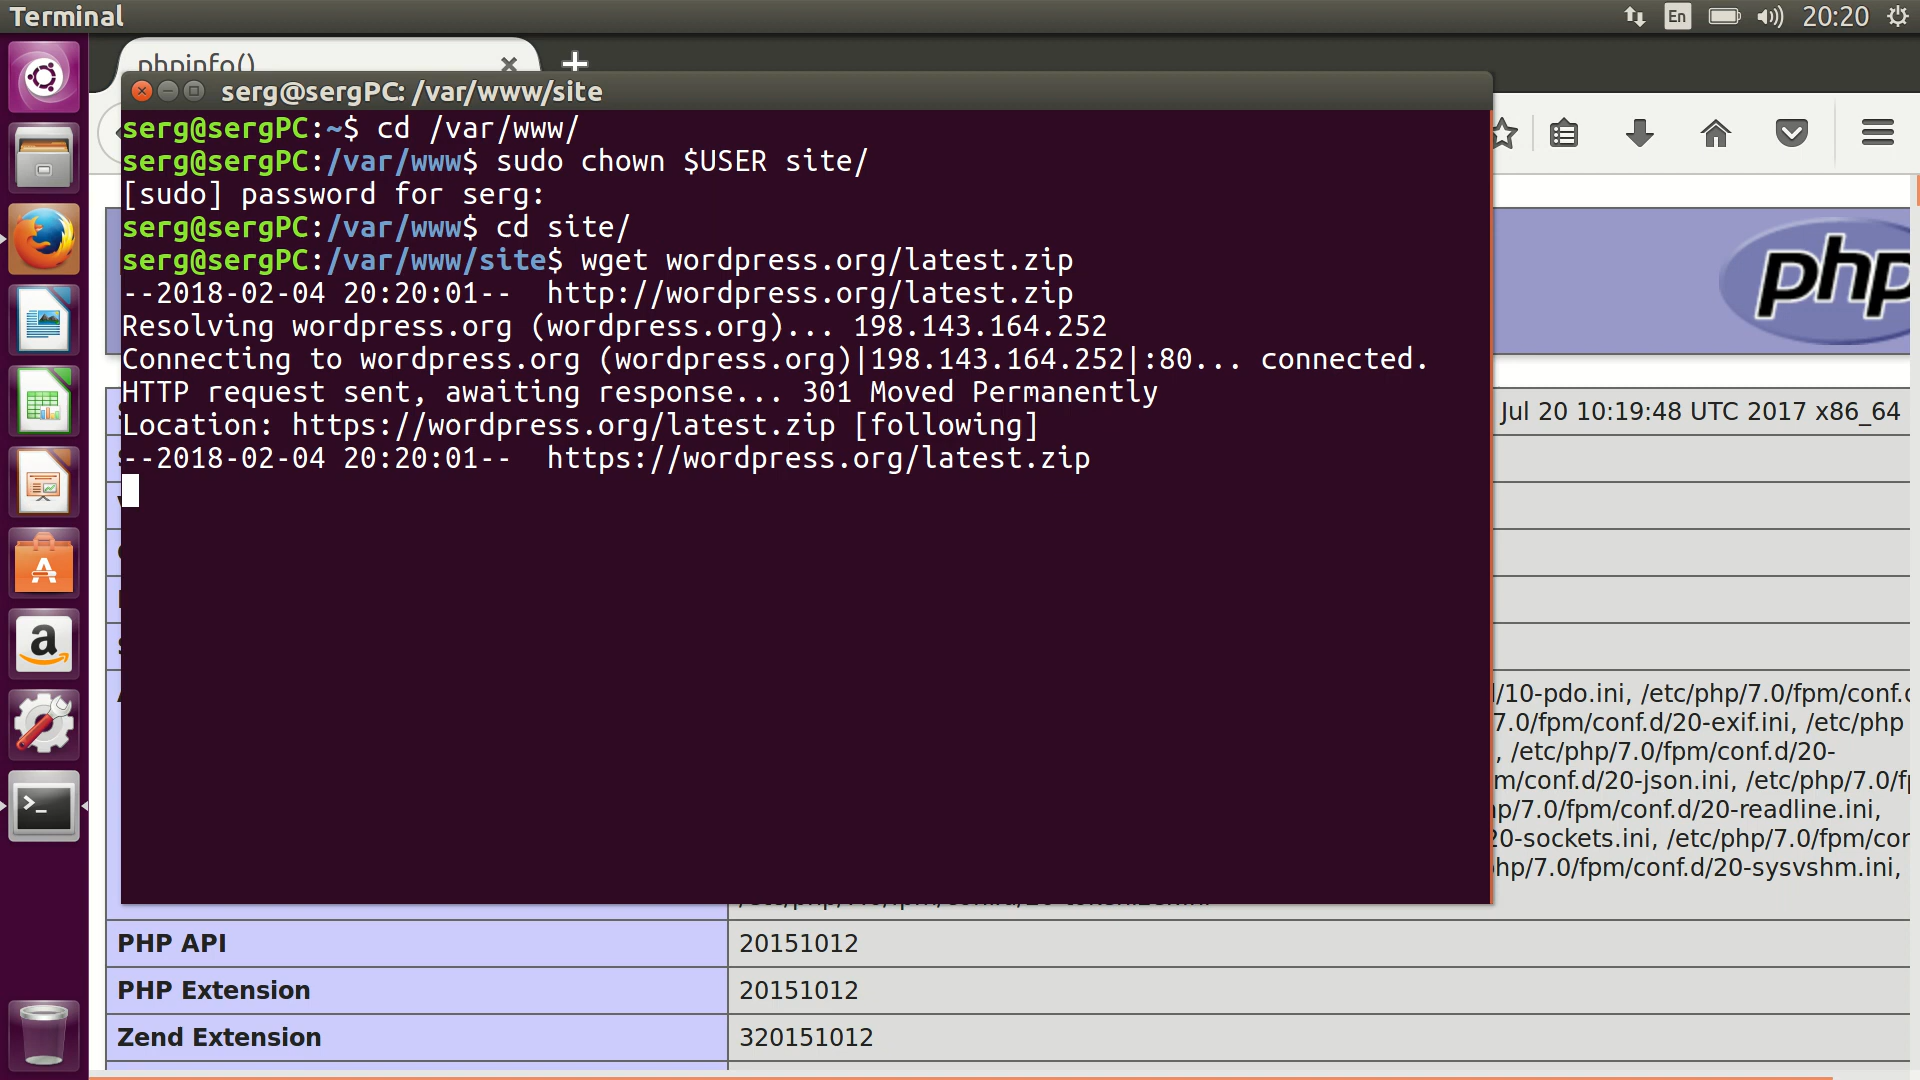 Terminal
En
20:20
phpinfo()
serg@sergPC: /var/www/site
serg@sergPC:~$ cd /var/www/
serg@sergPC:/var/www$ sudo chown $USER site/
[sudo] password for serg:
serg@sergPC:/var/www$ cd site/
serg@sergPC:/var/www/site$ wget wordpress.org/latest.zip
--2018-02-04 20:20:01--  http://wordpress.org/latest.zip
Resolving wordpress.org (wordpress.org)... 198.143.164.252
Connecting to wordpress.org (wordpress.org)|198.143.164.252|:80... connected.
HTTP request sent, awaiting response... 301 Moved Permanently
Location: https://wordpress.org/latest.zip [following]
--2018-02-04 20:20:01--  https://wordpress.org/latest.zip
php
Jul 20 10:19:48 UTC 2017 x86_64
/10-pdo.ini, /etc/php/7.0/fpm/conf.
7.0/fpm/conf.d/20-exif.ini, /etc/php
, /etc/php/7.0/fpm/conf.d/20-
m/conf.d/20-json.ini, /etc/php/7.0/
/7.0/fpm/conf.d/20-readline.ini,
20-sockets.ini, /etc/php/7.0/fpm/
/7.0/fpm/conf.d/20-sysvshm.ini,
PHP API 20151012
PHP Extension 20151012
Zend Extension 320151012